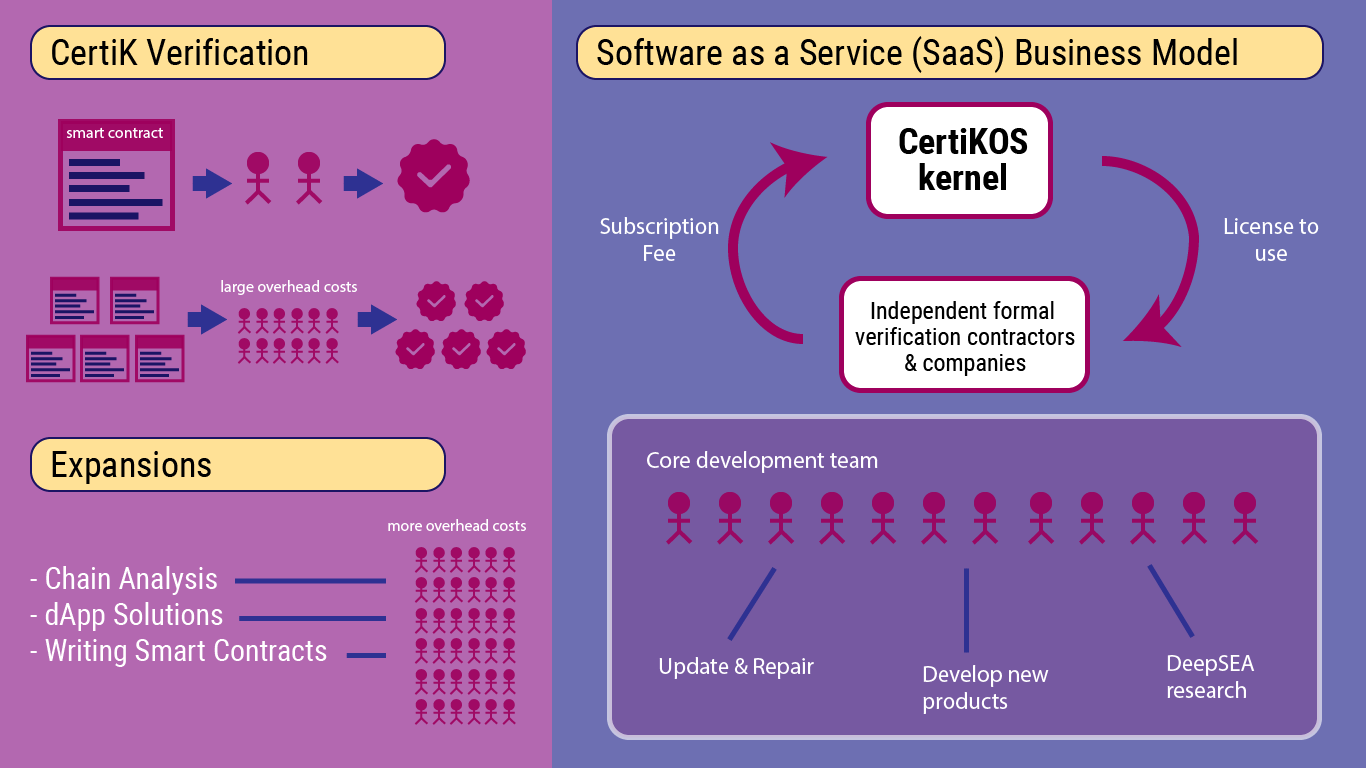 CertiK Verification
smart contract
large overhead costs
Expansions
more overhead costs
- Chain Analysis
- dApp Solutions
- Writing Smart Contracts
Software as a Service (SaaS) Business Model
CertiKOS
kernel
Subscription
Fee
License to
use
Independent formal
verification contractors
& companies
Core development team
Update & Repair
Develop new
products
DeepSEA
research